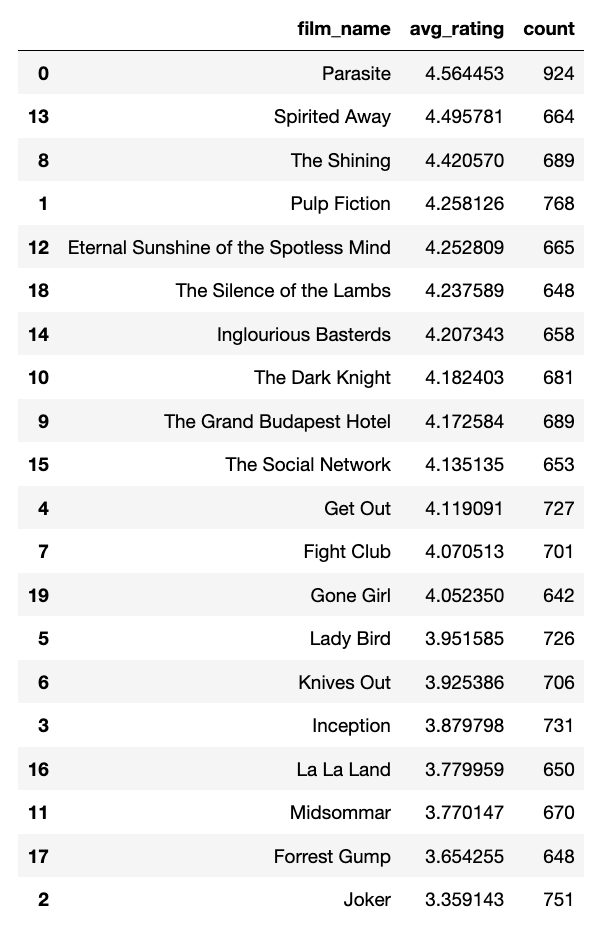 film_name avg_rating count
0 Parasite 4.564453 924
13 Spirited Away 4.495781 664
8 The Shining 4.420570 689
1 Pulp Fiction 4.258126 768
12 Eternal Sunshine of the Spotless Mind 4.252809 665
18 The Silence of the Lambs 4.237589 648
14 Inglourious Basterds 4.207343 658
10 The Dark Knight 4.182403 681
9 The Grand Budapest Hotel 4.172584 689
15 The Social Network 4.135135 653
4 Get Out 4.119091 727
7 Fight Club 4.070513 701
19 Gone Girl 4.052350 642
5 Lady Bird 3.951585 726
6 Knives Out 3.925386 706
3 Inception 3.879798 731
16 La La Land 3.779959 650
11 Midsommar 3.770147 670
17 Forrest Gump 3.654255 648
2 Joker 3.359143 751